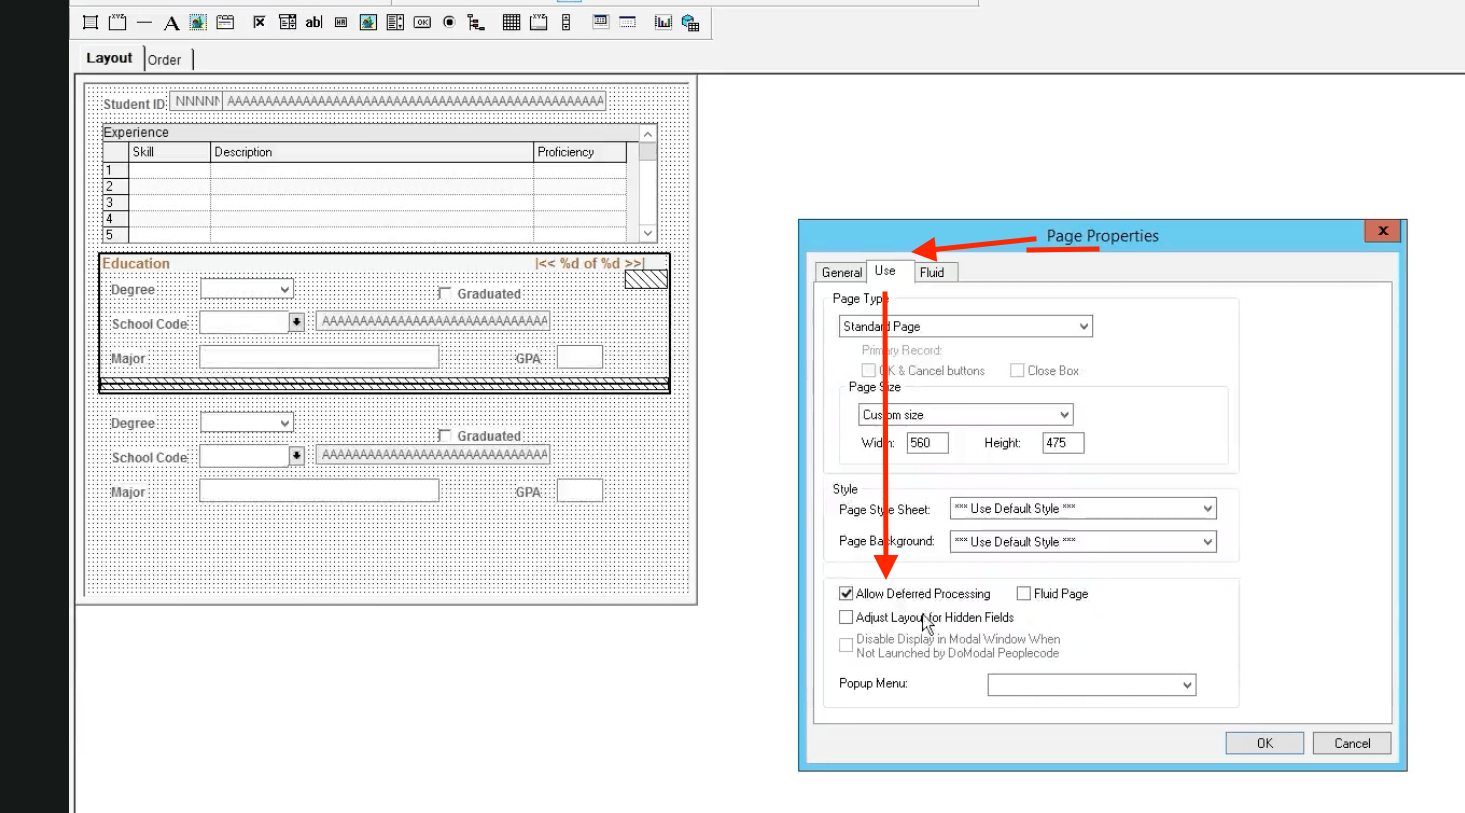 Layout Order
Student ID: NNNNN AAAAAAAAAAAAAAAAAAAAAAAAAAAAAAAAAAAAAAAAAAAAAAAAAA
Experience
Skill Description Proficiency
1
2
3
4
5
Education |<< %d of %d >>|
Degree Graduated
School Code AAAAAAAAAAAAAAAAAAAAAAAAAAAAAA
Major GPA
Degree Graduated
School Code AAAAAAAAAAAAAAAAAAAAAAAAAAAAAA
Major GPA
Page Properties
General Use Fluid
Page Type
Standard Page
Primary Record:
OK & Cancel buttons Close Box
Page Size
Custom size
Width: 560 Height: 475
Style
Page Style Sheet: *** Use Default Style ***
Page Background: *** Use Default Style ***
Allow Deferred Processing Fluid Page
Adjust Layout for Hidden Fields
Disable Display in Modal Window When
Not Launched by DoModal Peoplecode
Popup Menu:
OK Cancel